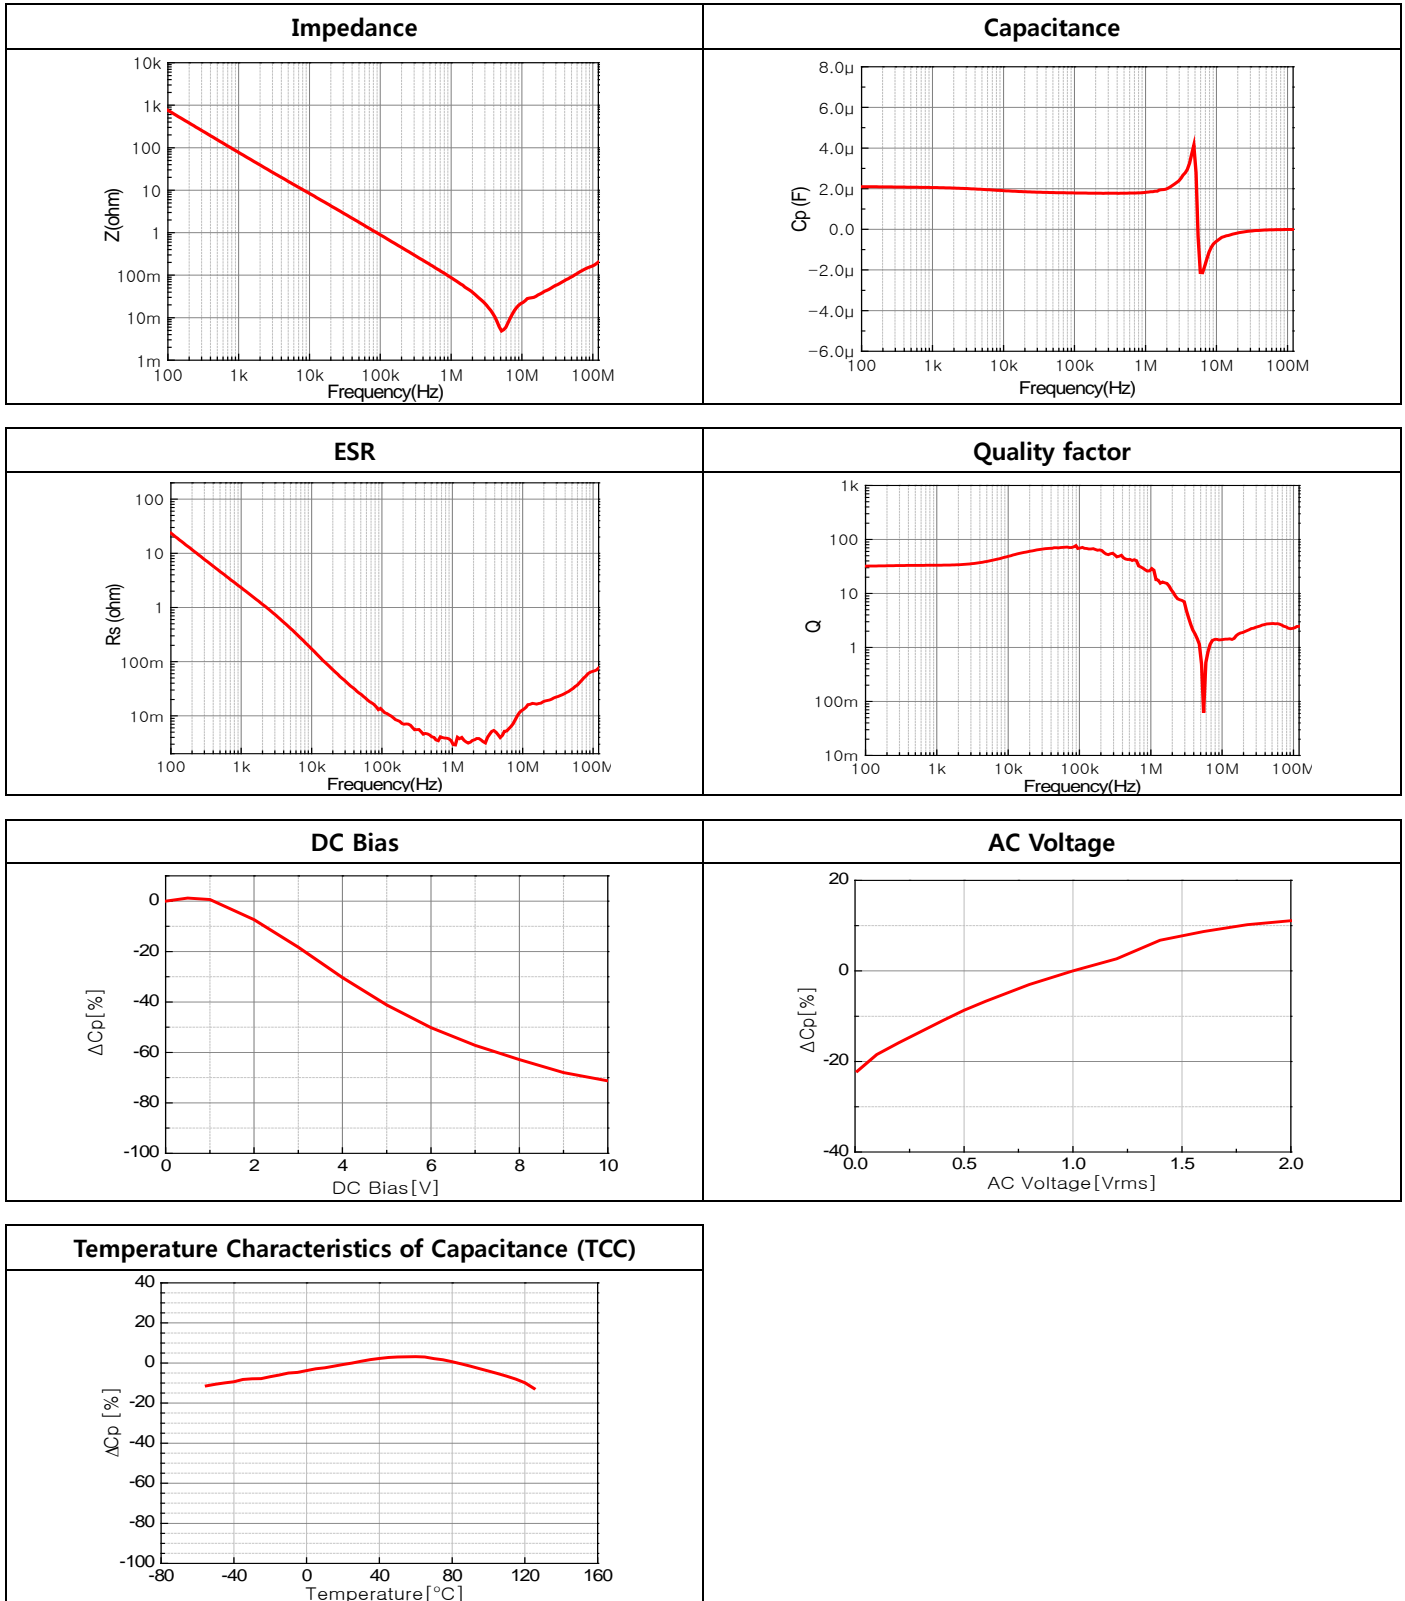 Impedance
10k
1k
100
10
1
100m
10m
1m
Z(ohm)
100 1k 10k 100k 1M 10M 100M
Frequency(Hz)
Capacitance
8.0μ
6.0μ
4.0μ
2.0μ
0.0
−2.0μ
−4.0μ
−6.0μ
Cp (F)
100 1k 10k 100k 1M 10M 100M
Frequency(Hz)
ESR
100
10
1
100m
10m
Rs (ohm)
100 1k 10k 100k 1M 10M 100M
Frequency(Hz)
Quality factor
1k
100
10
1
100m
10m
Q
100 1k 10k 100k 1M 10M 100M
Frequency(Hz)
DC Bias
0
-20
-40
-60
-80
-100
ΔCp[%]
0 2 4 6 8 10
DC Bias[V]
AC Voltage
20
0
-20
-40
ΔCp[%]
0.0 0.5 1.0 1.5 2.0
AC Voltage[Vrms]
Temperature Characteristics of Capacitance (TCC)
40
20
0
-20
-40
-60
-80
-100
ΔCp [%]
-80 -40 0 40 80 120 160
Temperature[°C]